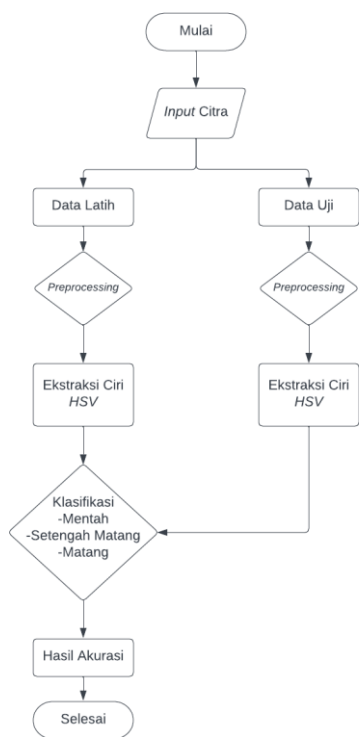 Mulai
Input Citra
Data Latih
Data Uji
Preprocessing
Preprocessing
Ekstraksi Ciri
HSV
Ekstraksi Ciri
HSV
Klasifikasi
-Mentah
-Setengah Matang
-Matang
Hasil Akurasi
Selesai